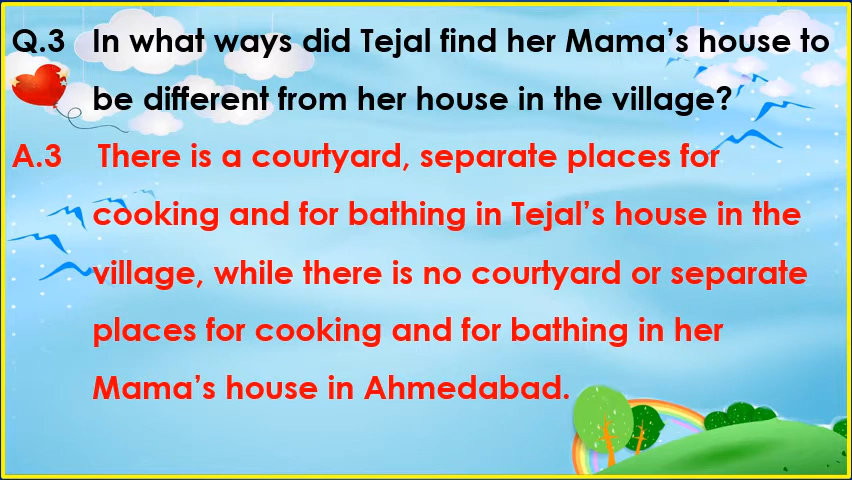 Q.3 In what ways did Tejal find her Mama's house to
be different from her house in the village?
A.3 There is a courtyard, separate places for
cooking and for bathing in Tejal's house in the
village, while there is no courtyard or separate
places for cooking and for bathing in her
Mama's house in Ahmedabad.